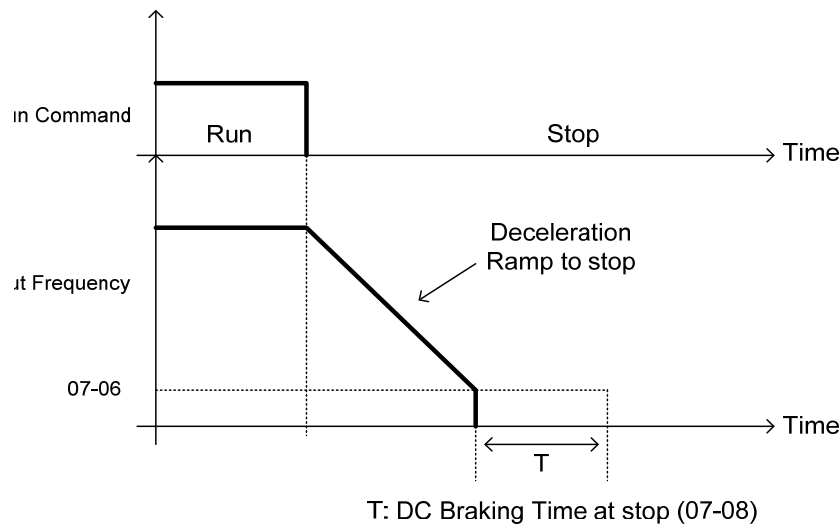 un Command
Run
Stop
Time
Deceleration
Ramp to stop
ut Frequency
07-06
Time
T
T: DC Braking Time at stop (07-08)